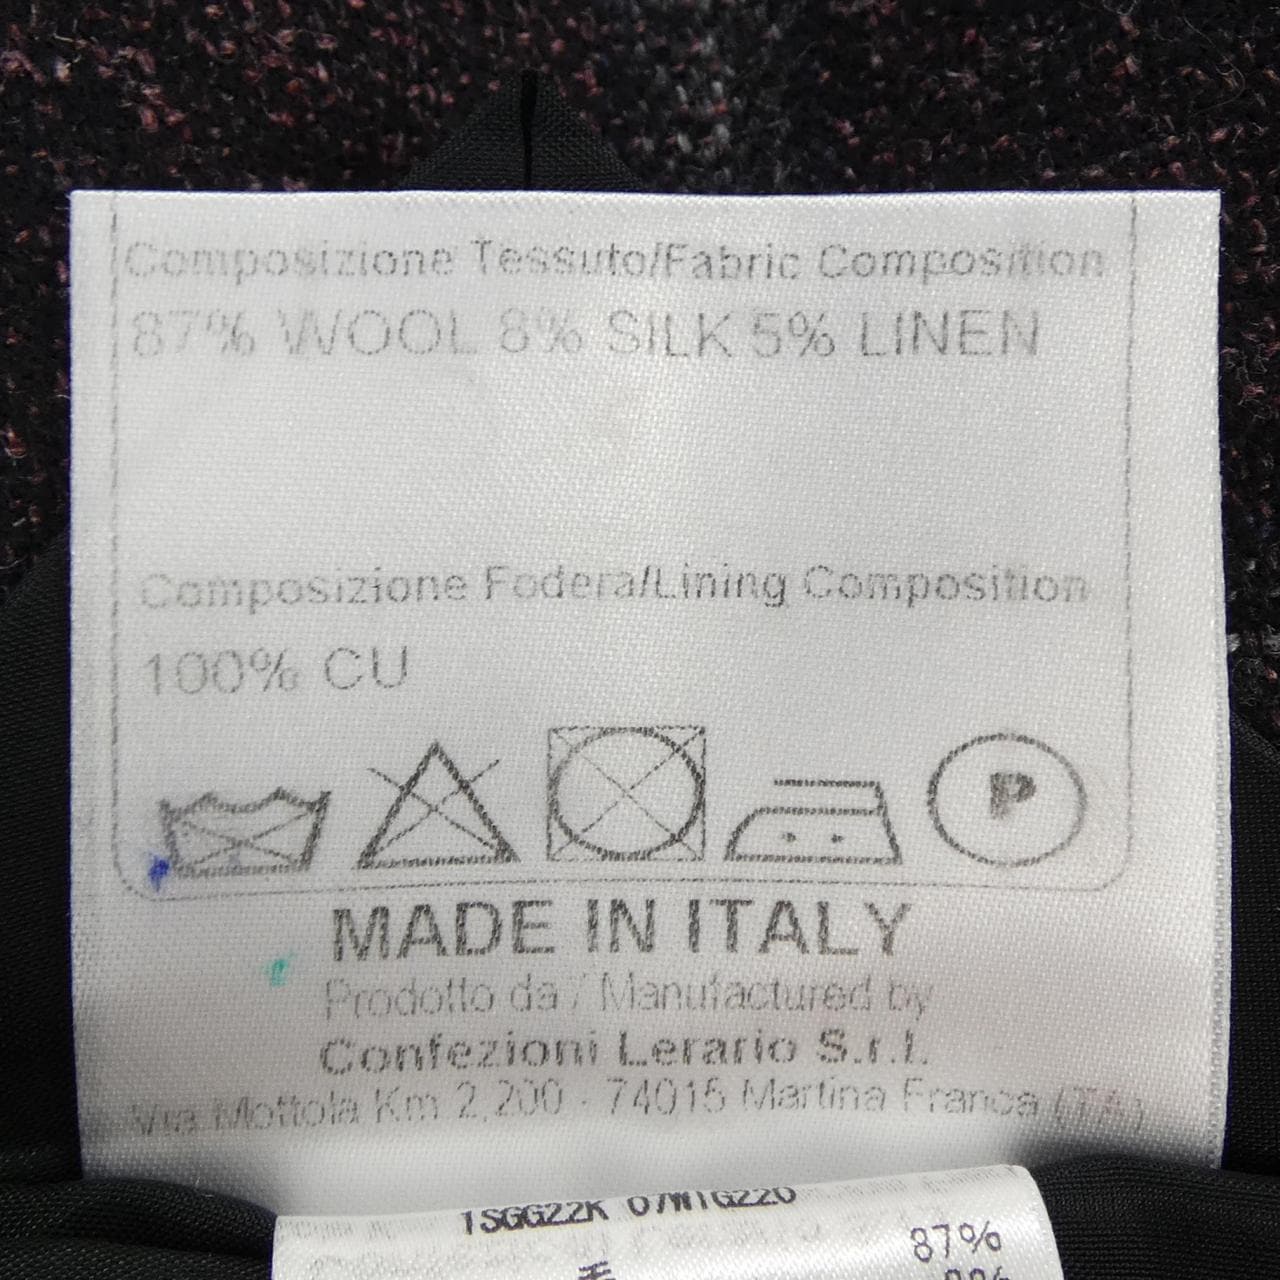 Composizione Tessuto/Fabric Composition
87% WOOL 8% SILK 5% LINEN
Composizione Fodera/Lining Composition
100% CU
P
MADE IN ITALY
Prodotto da / Manufactured by
Confezioni Lerario S.r.l.
Via Mottola Km 2,200 - 74015 Martina Franca (TA)
87%